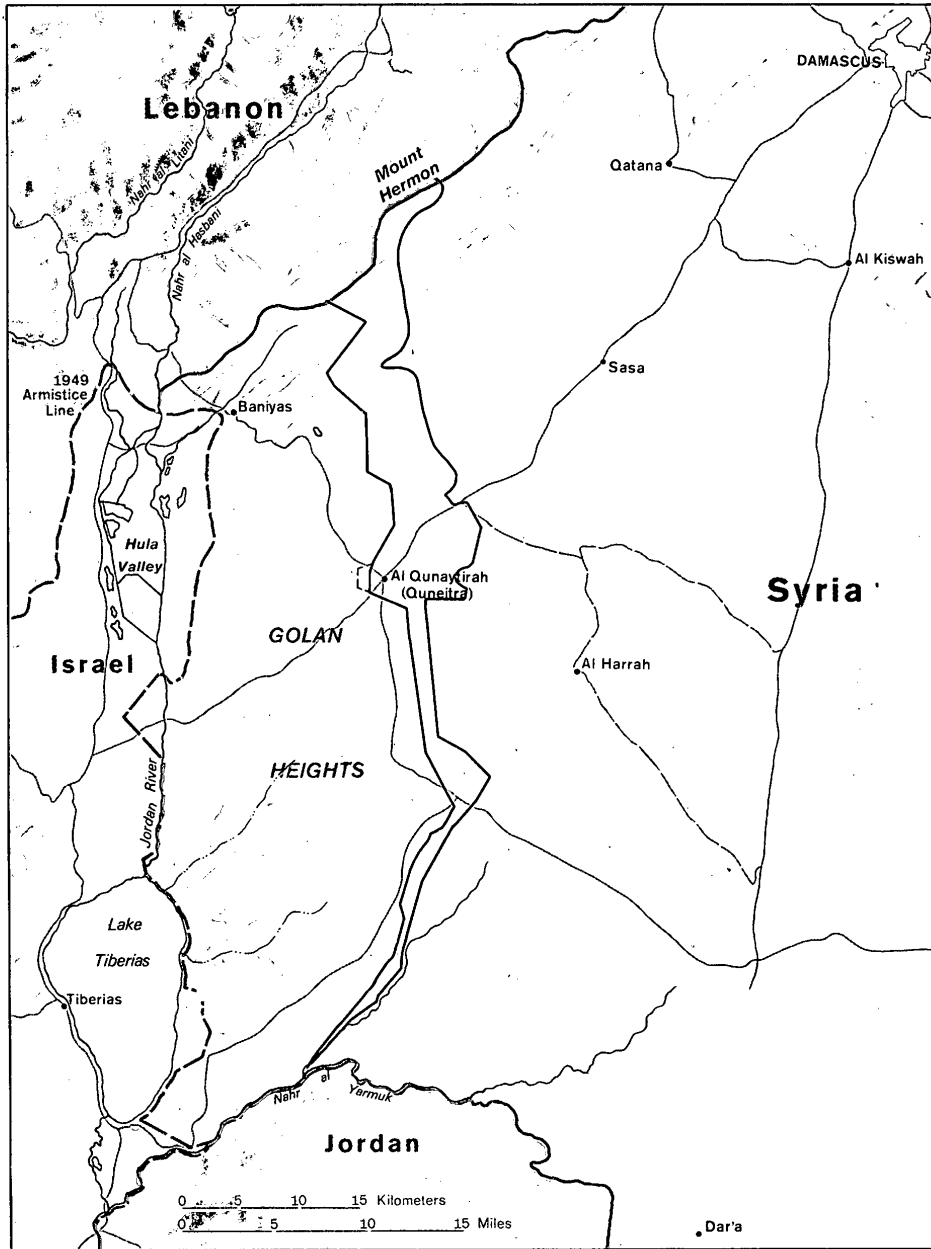 DAMASCUS
Lebanon
Nahr al Litani
Mount
Hermon
Qatana
Nahr al Hasbani
Al Kiswah
Sasa
1949
Armistice
Line
Baniyas
Hula
Valley
Al Qunaytirah
(Quneitra)
Syria
GOLAN
Israel
Al Harrah
HEIGHTS
Jordan River
Lake
Tiberias
Tiberias
Nahr al Yarmuk
Jordan
0 5 10 15 Kilometers
0 5 10 15 Miles
Dar'a